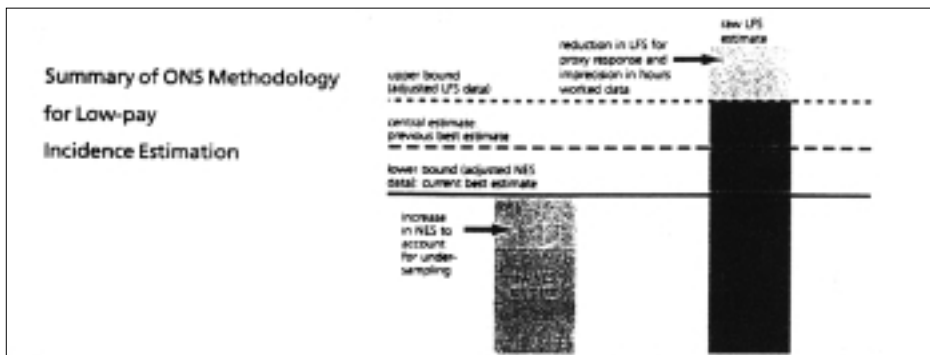 Summary of ONS Methodology
for Low-pay
Incidence Estimation
raw LFS
estimate
reduction in LFS for
proxy response and
imprecision in hours
worked data
upper bound
(adjusted LFS data)
central estimate
previous best estimate
lower bound (adjusted NES
data): current best estimate
increase
in NES to
account
for under-
sampling